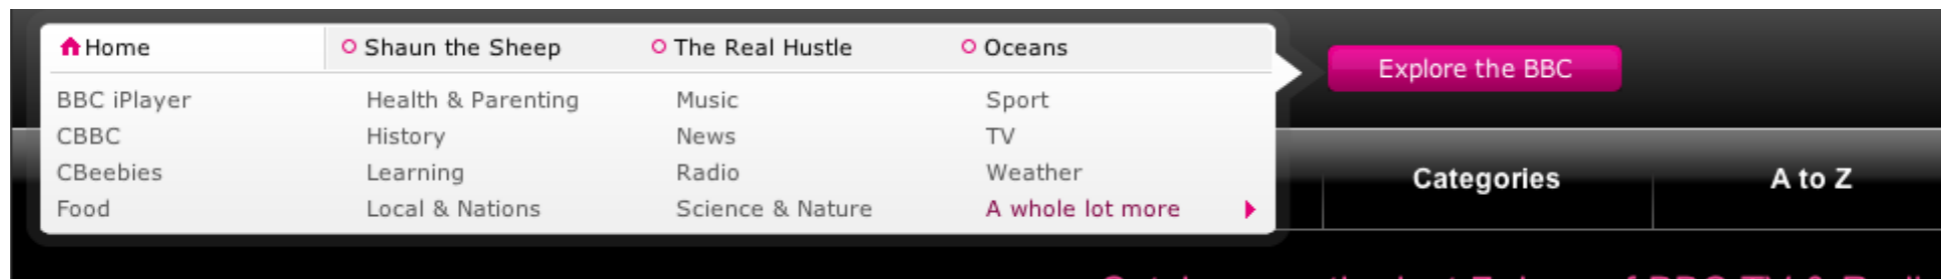 Home Shaun the Sheep The Real Hustle Oceans
Explore the BBC
BBC iPlayer Health & Parenting Music Sport
CBBC History News TV
CBeebies Learning Radio Weather
Categories A to Z
Food Local & Nations Science & Nature A whole lot more